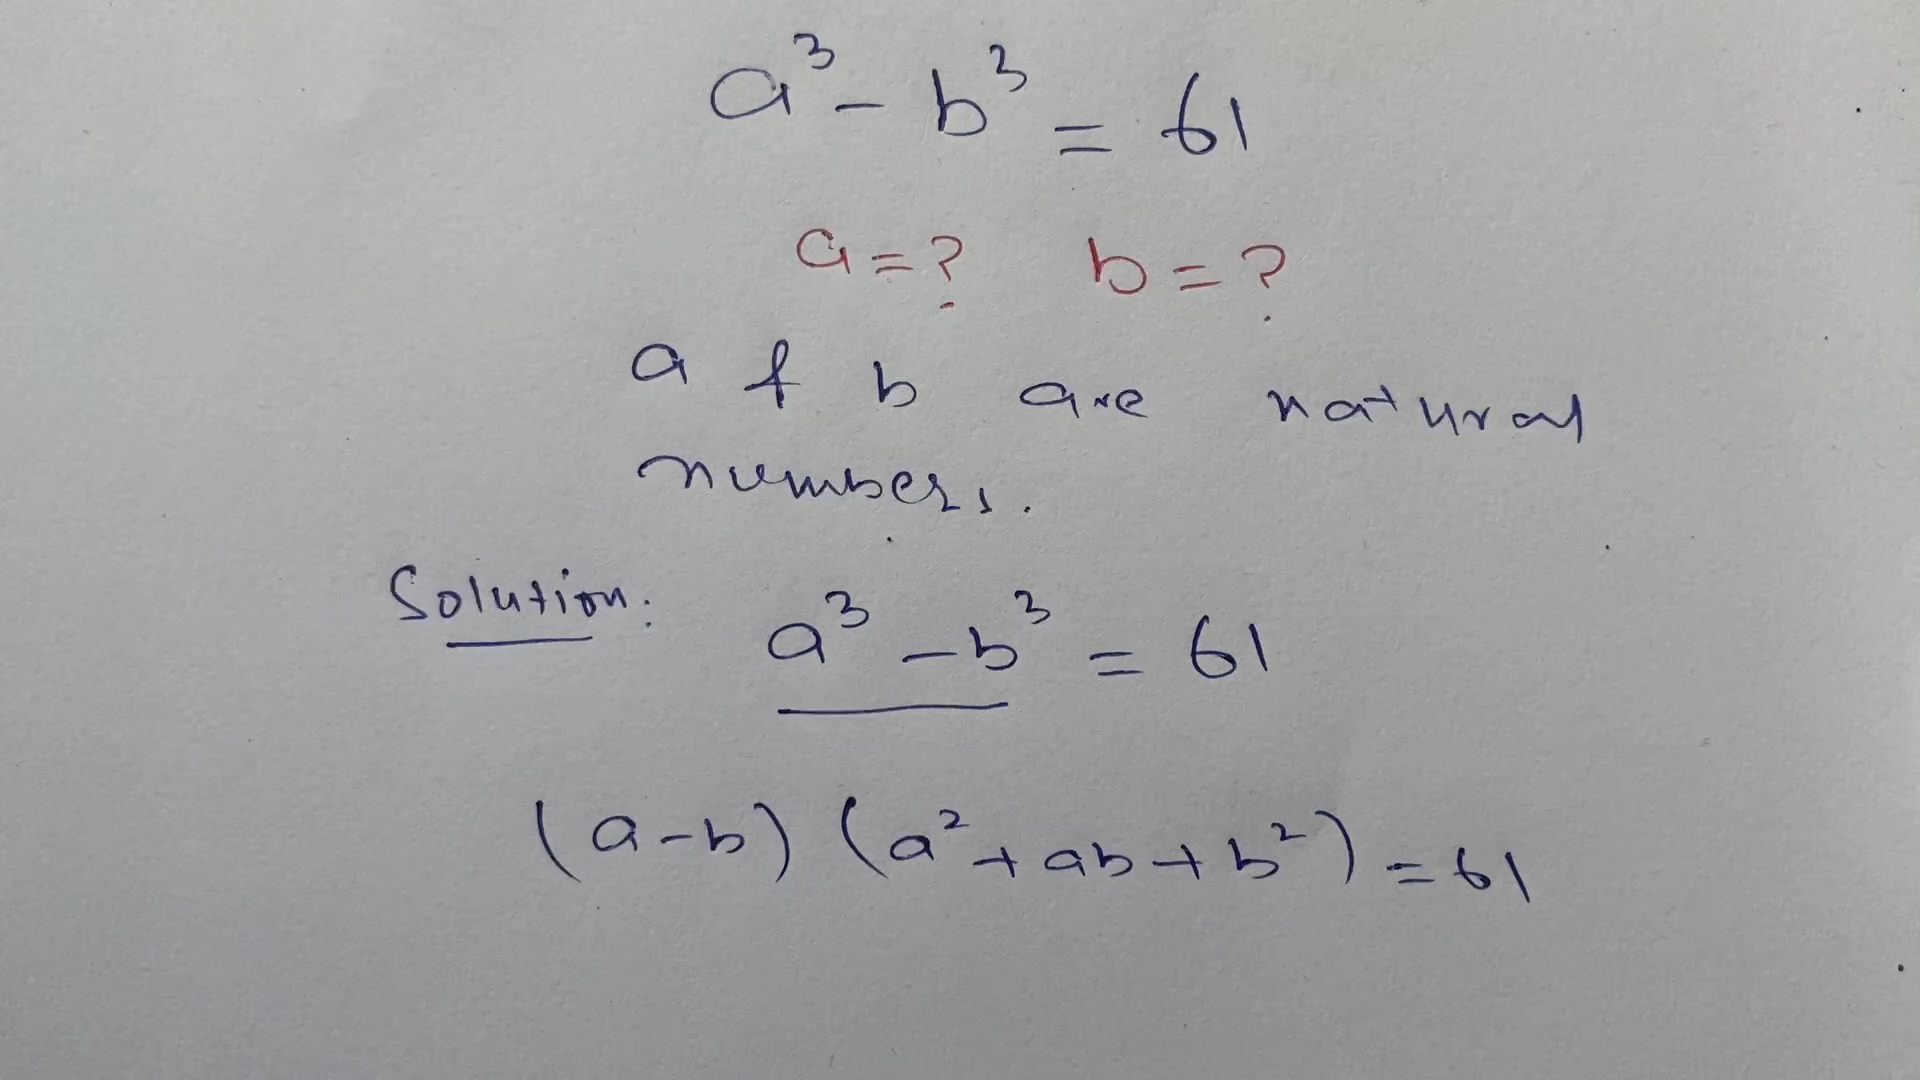 a³ - b³ = 61
a = ? b = ?
a & b are natural
numbers.
Solution: a³ - b³ = 61
(a-b) (a² + ab + b²) = 61